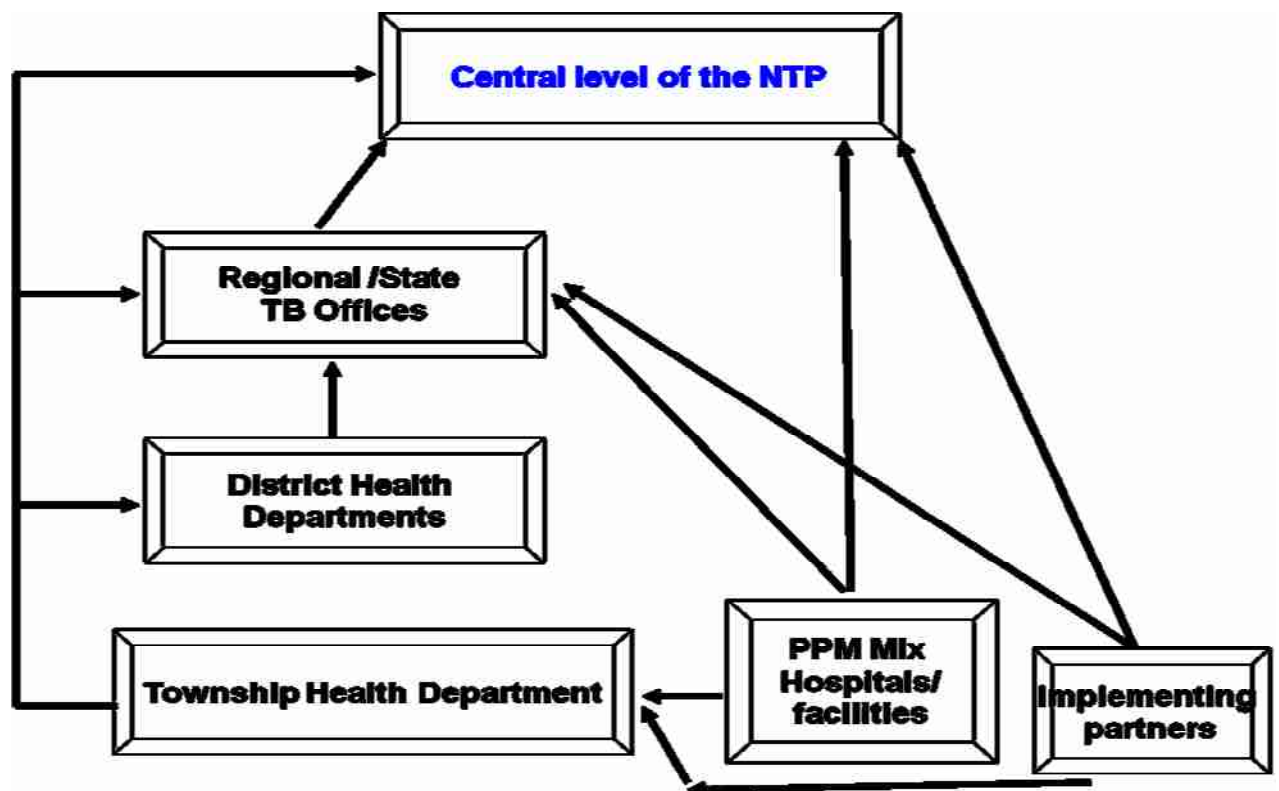 Central level of the NTP
Regional /State
TB Offices
District Health
Departments
Township Health Department
PPM Mix
Hospitals/
facilities
Implementing
partners